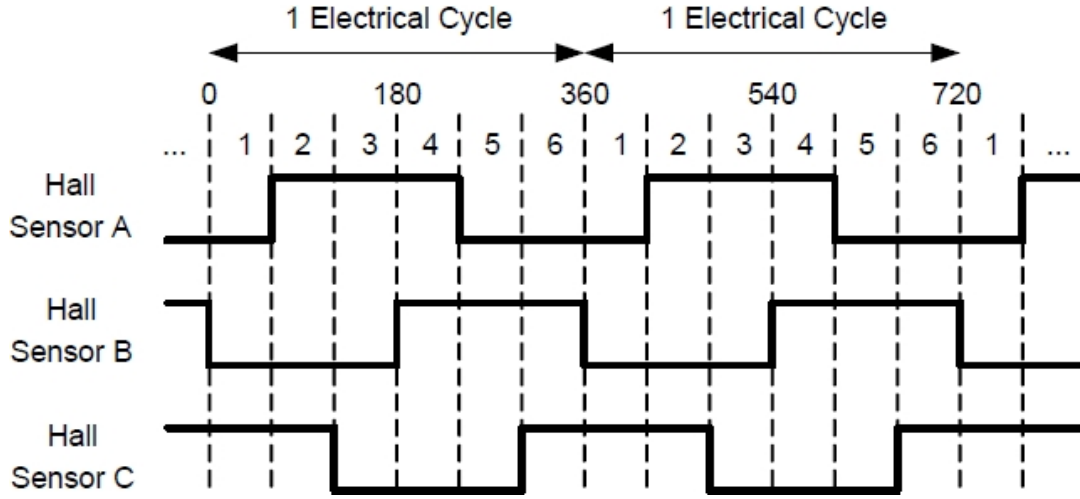 1 Electrical Cycle 1 Electrical Cycle
0 180 360 540 720
... 1 2 3 4 5 6 1 2 3 4 5 6 1 ...
Hall
Sensor A
Hall
Sensor B
Hall
Sensor C